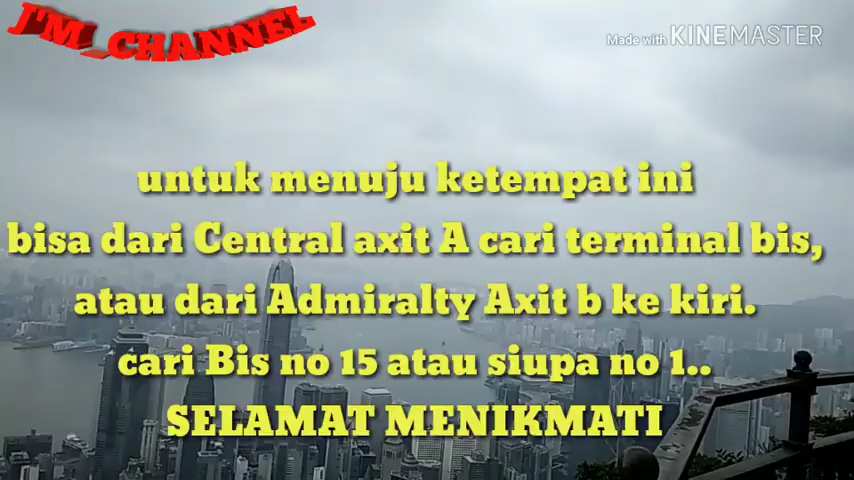 I'M_CHANNEL
Made with KINEMASTER
untuk menuju ketempat ini
bisa dari Central axit A cari terminal bis,
atau dari Admiralty Axit b ke kiri.
cari Bis no 15 atau siupa no 1..
SELAMAT MENIKMATI